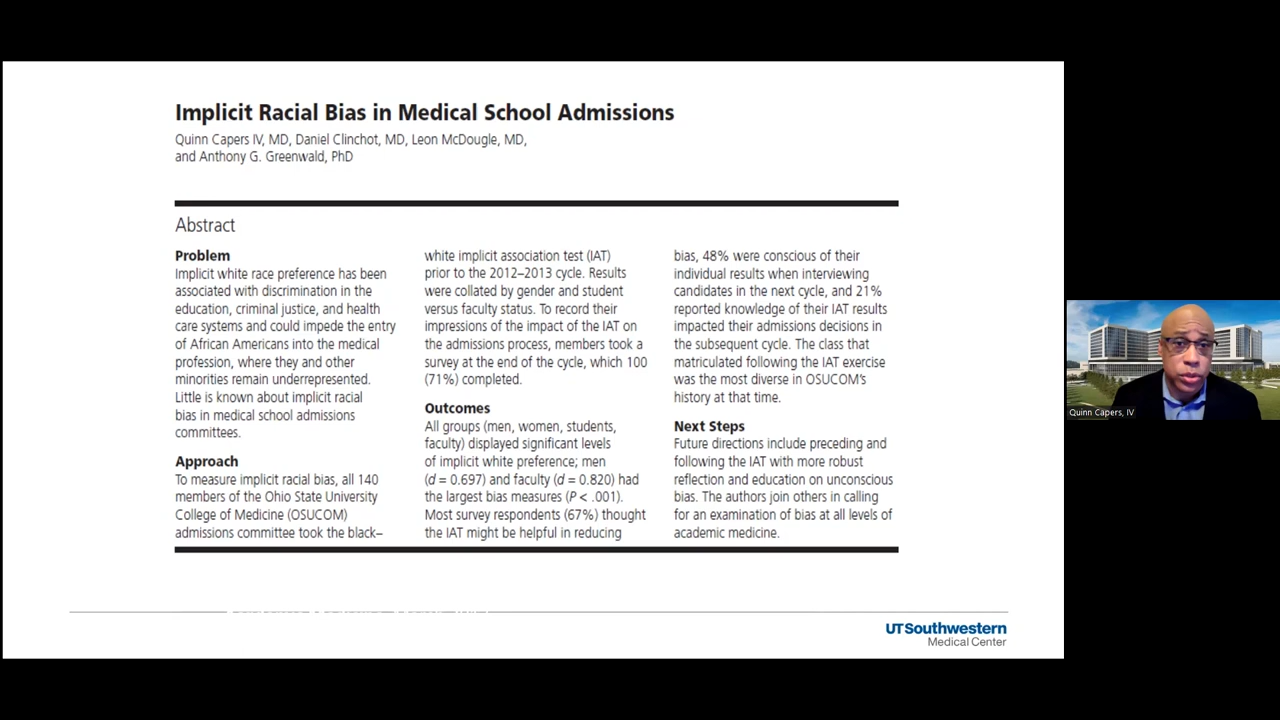 Implicit Racial Bias in Medical School Admissions
Quinn Capers IV, MD, Daniel Clinchot, MD, Leon McDougle, MD,
and Anthony G. Greenwald, PhD
Abstract
Problem
Implicit white race preference has been
associated with discrimination in the
education, criminal justice, and health
care systems and could impede the entry
of African Americans into the medical
profession, where they and other
minorities remain underrepresented.
Little is known about implicit racial
bias in medical school admissions
committees.
Approach
To measure implicit racial bias, all 140
members of the Ohio State University
College of Medicine (OSUCOM)
admissions committee took the black–
white implicit association test (IAT)
prior to the 2012–2013 cycle. Results
were collated by gender and student
versus faculty status. To record their
impressions of the impact of the IAT on
the admissions process, members took a
survey at the end of the cycle, which 100
(71%) completed.
Outcomes
All groups (men, women, students,
faculty) displayed significant levels
of implicit white preference; men
(d = 0.697) and faculty (d = 0.820) had
the largest bias measures (P < .001).
Most survey respondents (67%) thought
the IAT might be helpful in reducing
bias, 48% were conscious of their
individual results when interviewing
candidates in the next cycle, and 21%
reported knowledge of their IAT results
impacted their admissions decisions in
the subsequent cycle. The class that
matriculated following the IAT exercise
was the most diverse in OSUCOM's
history at that time.
Next Steps
Future directions include preceding and
following the IAT with more robust
reflection and education on unconscious
bias. The authors join others in calling
for an examination of bias at all levels of
academic medicine.
UTSouthwestern
Medical Center
Quinn Capers, IV